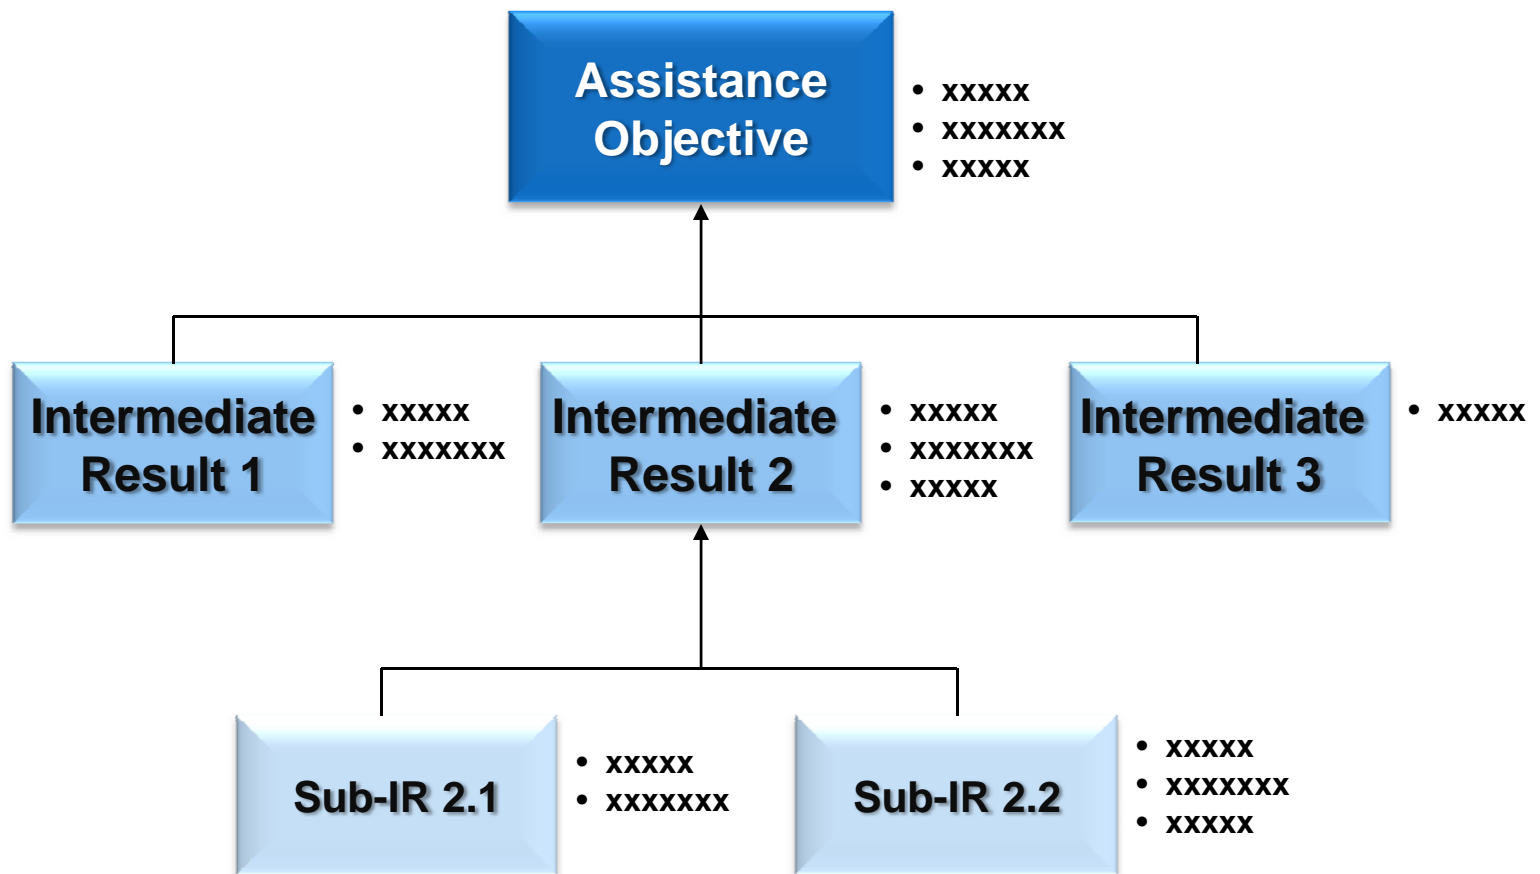 Assistance
Objective
• xxxxx
• xxxxxxx
• xxxxx
Intermediate
Result 1
• xxxxx
• xxxxxxx
Intermediate
Result 2
• xxxxx
• xxxxxxx
• xxxxx
Intermediate
Result 3
• xxxxx
Sub-IR 2.1
• xxxxx
• xxxxxxx
Sub-IR 2.2
• xxxxx
• xxxxxxx
• xxxxx